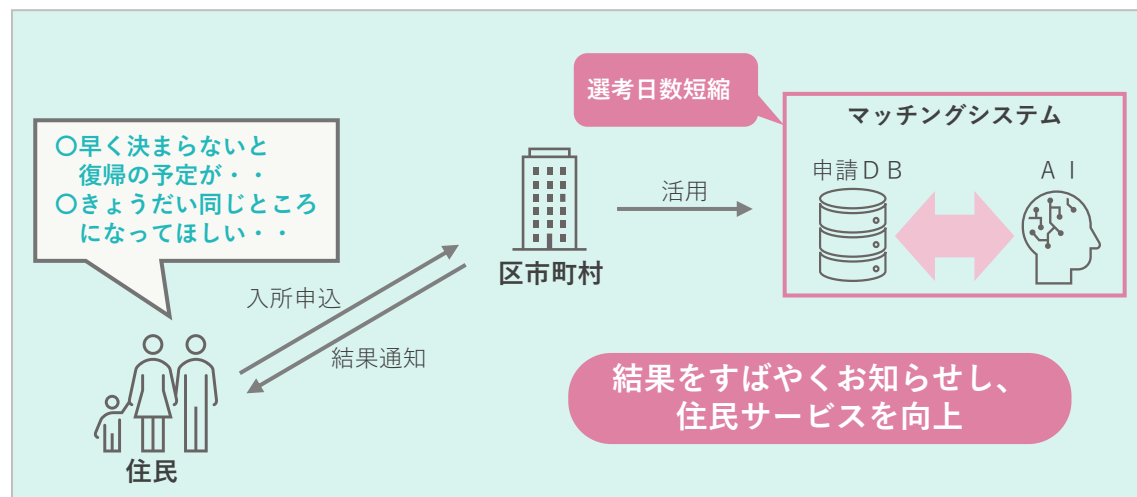 選考日数短縮
マッチングシステム
申請ＤＢ
ＡＩ
〇早く決まらないと
復帰の予定が・・
〇きょうだい同じところ
になってほしい・・
活用
区市町村
入所申込
結果通知
住民
結果をすばやくお知らせし、
住民サービスを向上